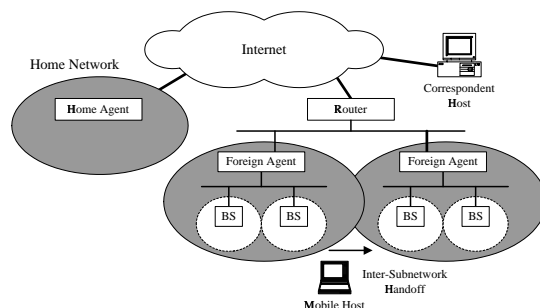 Internet
Home Network
Home Agent
Correspondent
Host
Router
Foreign Agent
Foreign Agent
BS
BS
BS
BS
Inter-Subnetwork
Handoff
Mobile Host